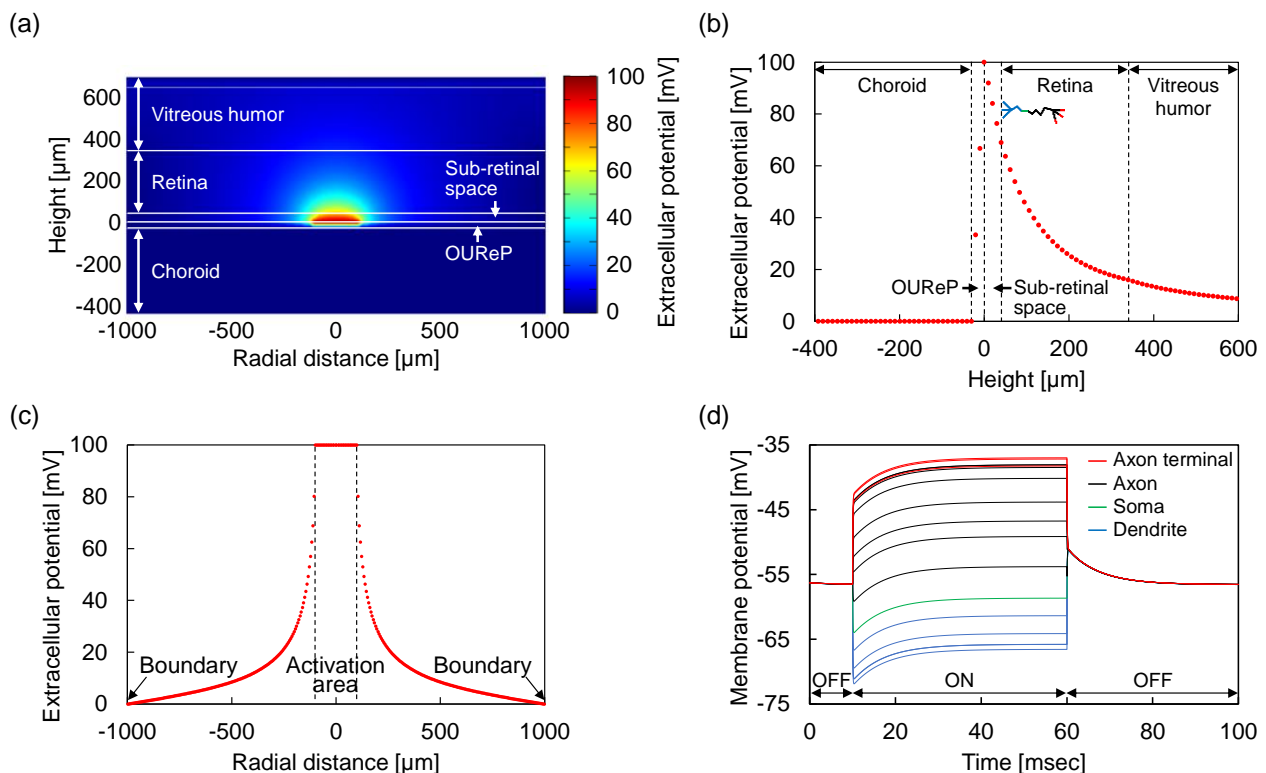 (a)
600
400
200
0
-200
-400
Height [µm]
Vitreous humor
Retina
Sub-retinal
space
OUReP
Choroid
-1000
-500
0
500
1000
Radial distance [µm]
100
80
60
40
20
0
Extracellular potential [mV]
(b)
100
80
60
40
20
0
Extracellular potential [mV]
Choroid
Retina
Vitreous
humor
OUReP
Sub-retinal
space
-400
-200
0
200
400
600
Height [µm]
(c)
100
80
60
40
20
0
Extracellular potential [mV]
Boundary
Activation
area
Boundary
-1000
-500
0
500
1000
Radial distance [µm]
(d)
-35
-45
-55
-65
-75
Membrane potential [mV]
Axon terminal
Axon
Soma
Dendrite
OFF
ON
OFF
0
20
40
60
80
100
Time [msec]